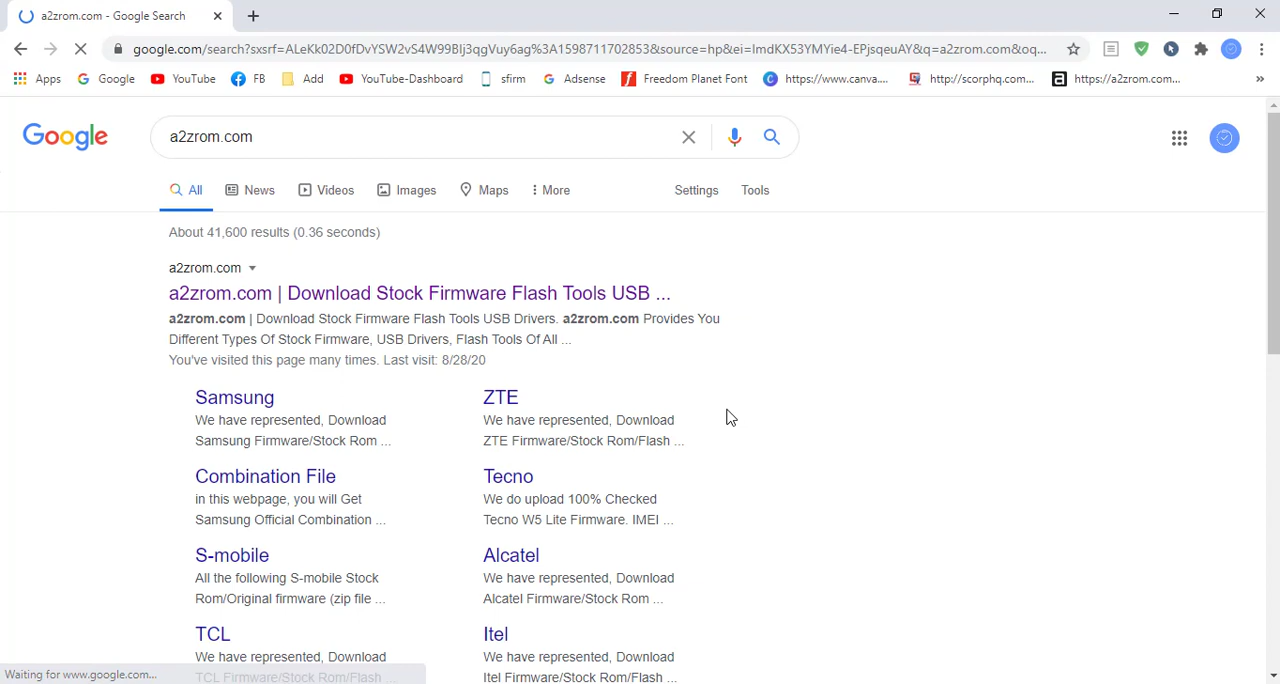 a2zrom.com - Google Search
google.com/search?sxsrf=ALeKk02D0fDvYSW2vS4W99BIj3qgVuy6ag%3A1598711702853&source=hp&ei=ImdKX53YMYie4-EPjsqeuAY&q=a2zrom.com&oq...
Apps Google YouTube FB Add YouTube-Dashboard sfirm Adsense Freedom Planet Font https://www.canva.... http://scorphq.com... https://a2zrom.com... »
Google a2zrom.com
All News Videos Images Maps More Settings Tools
About 41,600 results (0.36 seconds)
a2zrom.com
a2zrom.com | Download Stock Firmware Flash Tools USB ...
a2zrom.com | Download Stock Firmware Flash Tools USB Drivers. a2zrom.com Provides You
Different Types Of Stock Firmware, USB Drivers, Flash Tools Of All ...
You've visited this page many times. Last visit: 8/28/20
Samsung
We have represented, Download
Samsung Firmware/Stock Rom ...
ZTE
We have represented, Download
ZTE Firmware/Stock Rom/Flash ...
Combination File
in this webpage, you will Get
Samsung Official Combination ...
Tecno
We do upload 100% Checked
Tecno W5 Lite Firmware. IMEI ...
S-mobile
All the following S-mobile Stock
Rom/Original firmware (zip file ...
Alcatel
We have represented, Download
Alcatel Firmware/Stock Rom ...
TCL
We have represented, Download
TCL Firmware/Stock Rom/Flash ...
Itel
We have represented, Download
Itel Firmware/Stock Rom/Flash ...
Waiting for www.google.com...